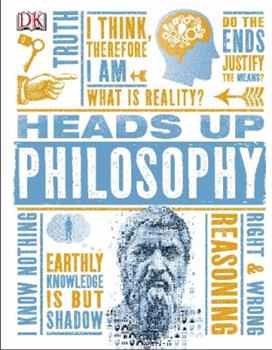 DK
TRUTH
I THINK,
THEREFORE
I AM
WHAT IS REALITY?
DO THE
ENDS
JUSTIFY
THE MEANS?
HEADS UP
PHILOSOPHY
I KNOW NOTHING
EARTHLY
KNOWLEDGE
IS BUT
SHADOW
REASONING
RIGHT & WRONG